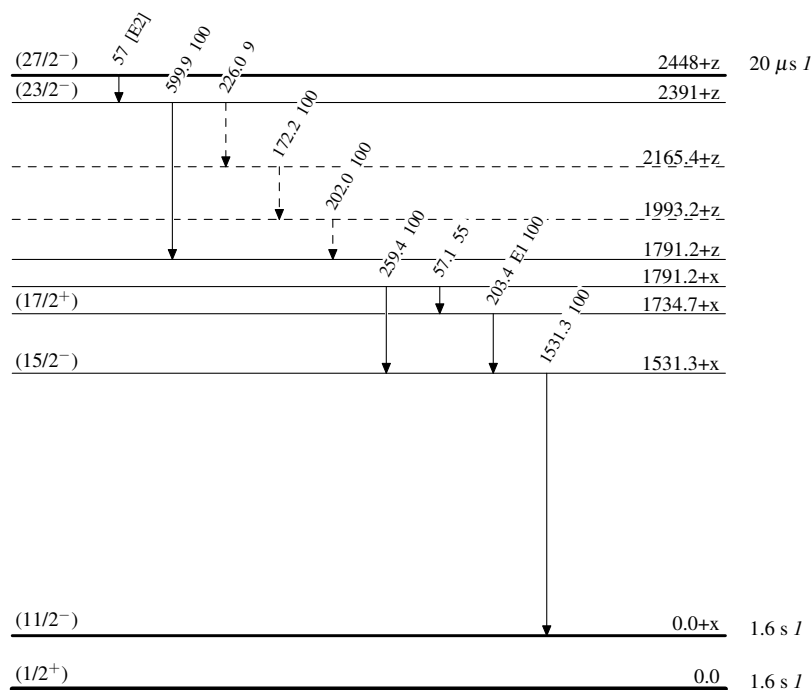 57 [E2]
599.9 100
226.0 9
(27/2⁻) 2448+z 20 μs 1
(23/2⁻) 2391+z
172.2 100
2165.4+z
202.0 100
1993.2+z
259.4 100
57.1 55
1791.2+z
203.4 E1 100
1791.2+x
(17/2⁺) 1734.7+x
1531.3 100
(15/2⁻) 1531.3+x
(11/2⁻) 0.0+x 1.6 s 1
(1/2⁺) 0.0 1.6 s 1